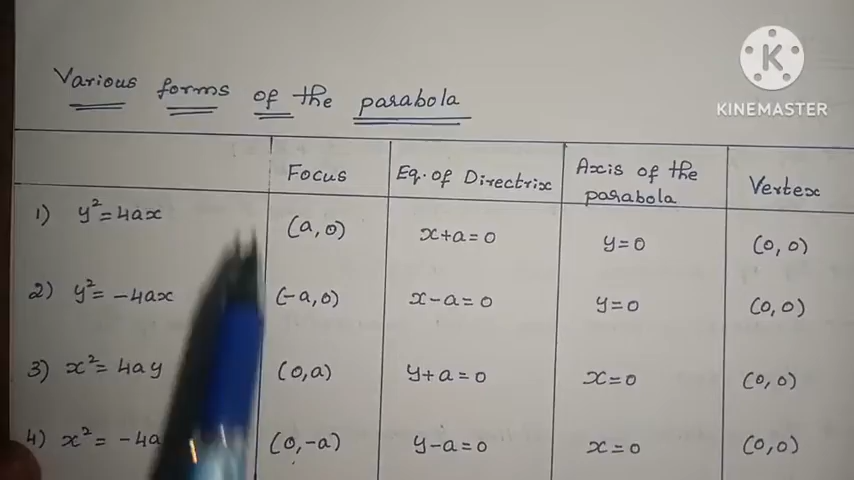 KINEMASTER
Various forms of the parabola
Focus Eq. of Directrix Axis of the parabola Vertex
1) y² = 4ax (a, 0) x+a=0 y=0 (0, 0)
2) y² = -4ax (-a, 0) x-a=0 y=0 (0, 0)
3) x² = 4ay (0, a) y+a=0 x=0 (0, 0)
4) x² = -4a (0, -a) y-a=0 x=0 (0, 0)